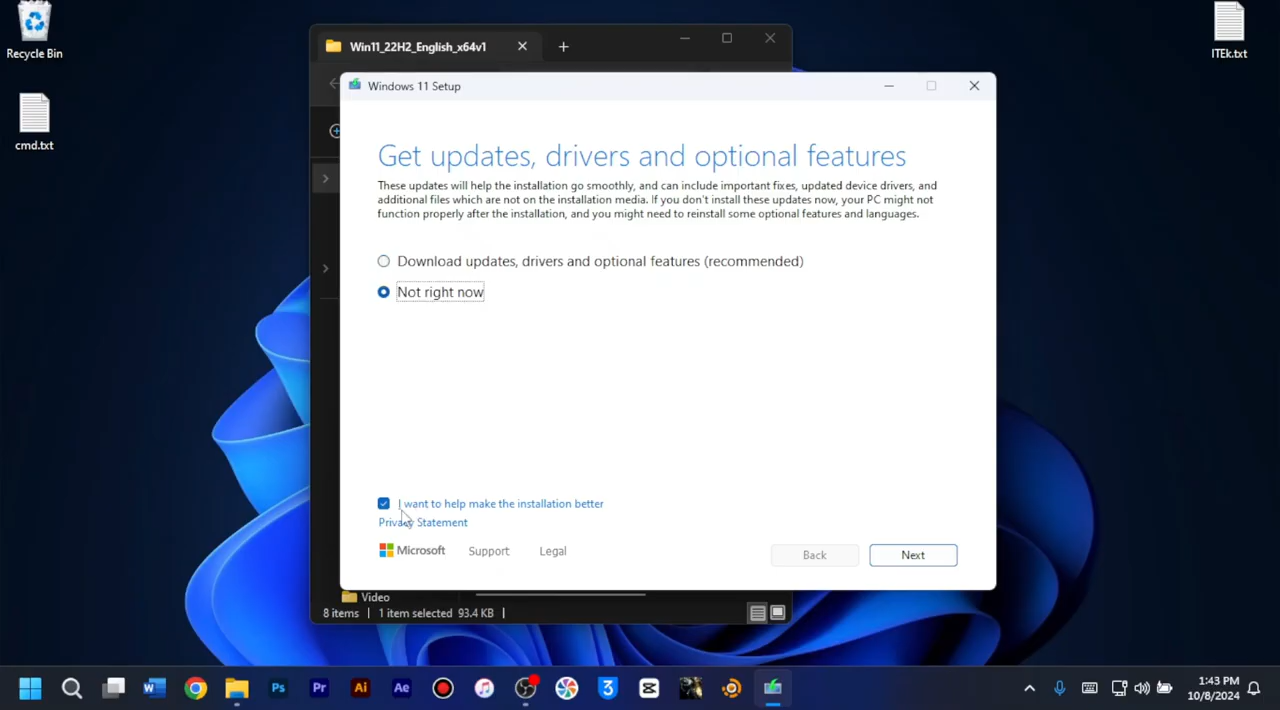 Recycle Bin
cmd.txt
ITEk.txt
Win11_22H2_English_x64v1
Windows 11 Setup
Get updates, drivers and optional features
These updates will help the installation go smoothly, and can include important fixes, updated device drivers, and
additional files which are not on the installation media. If you don't install these updates now, your PC might not
function properly after the installation, and you might need to reinstall some optional features and languages.
Download updates, drivers and optional features (recommended)
Not right now
I want to help make the installation better
Privacy Statement
Microsoft Support Legal
Back Next
Video
8 items 1 item selected 93.4 KB
W Ps Pr Ai Ae 3
1:43 PM
10/8/2024